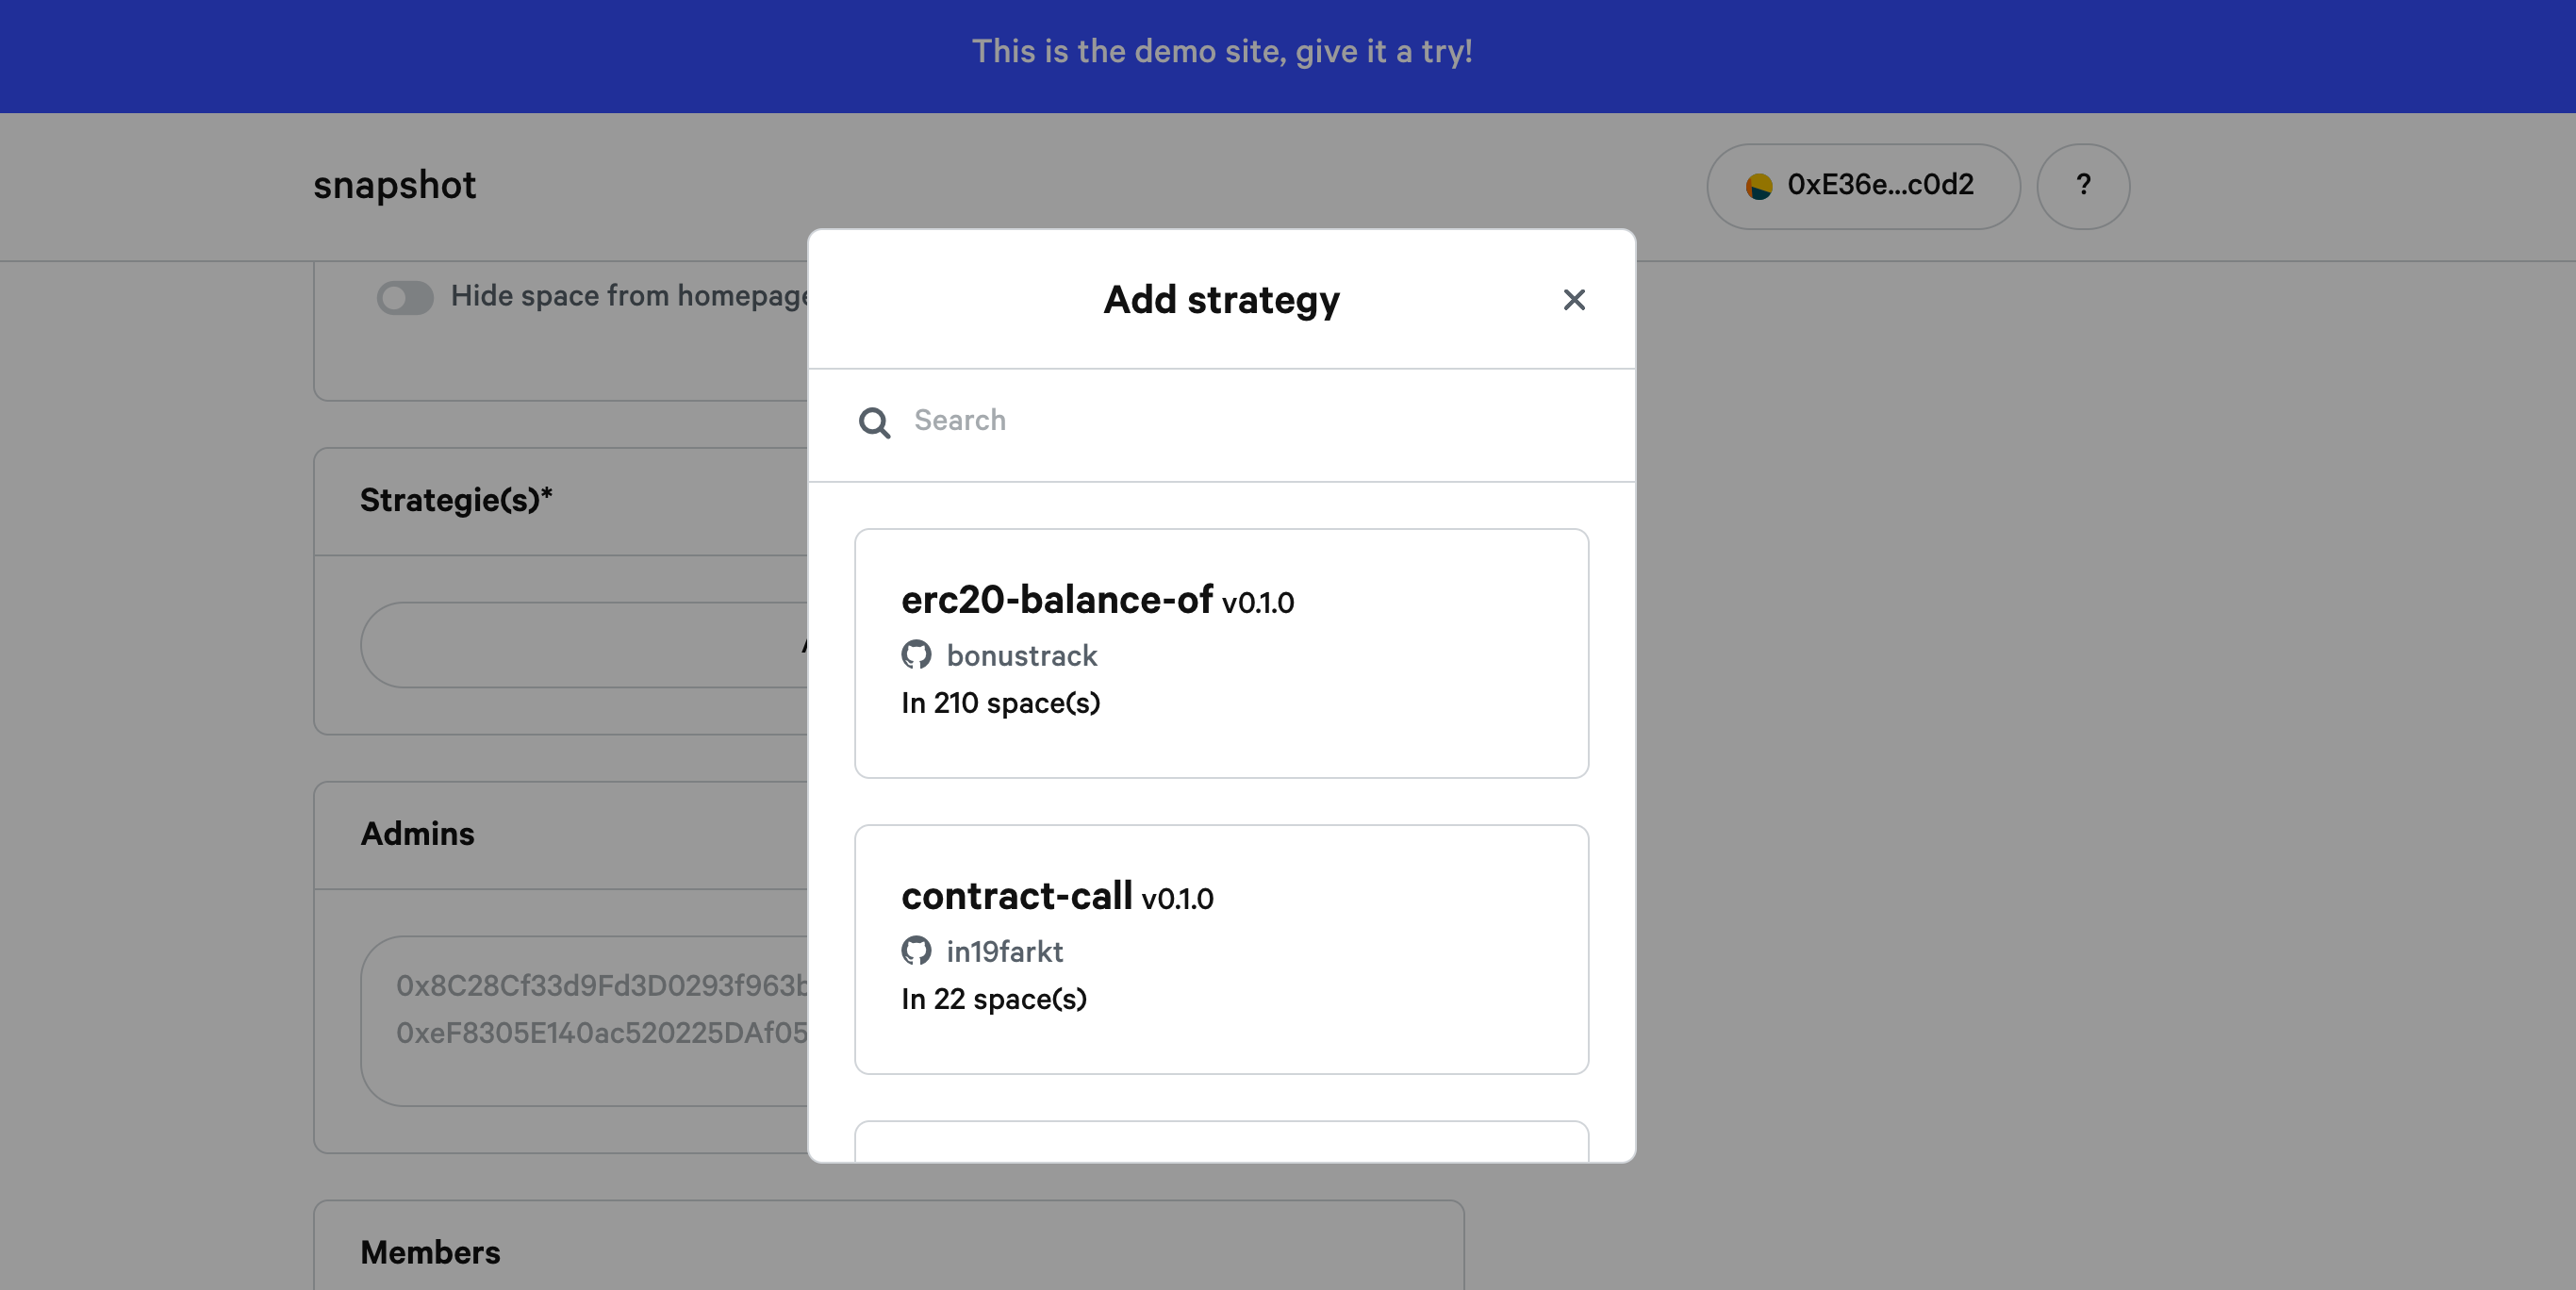 This is the demo site, give it a try!
snapshot
0xE36e...c0d2
?
Hide space from homepage
Strategie(s)*
Admins
0x8C28Cf33d9Fd3D0293f963b
0xeF8305E140ac520225DAf05
Members
Add strategy
Search
erc20-balance-of v0.1.0
bonustrack
In 210 space(s)
contract-call v0.1.0
in19farkt
In 22 space(s)